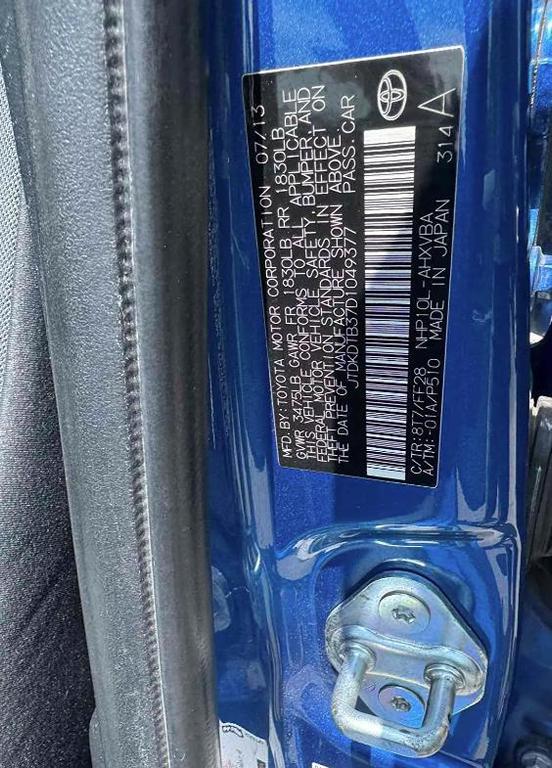 MFD. BY: TOYOTA MOTOR CORPORATION 07/13
GVWR 3475LB GAWR FR 1830LB RR 1830LB
THIS VEHICLE CONFORMS TO ALL APPLICABLE
FEDERAL MOTOR VEHICLE SAFETY, BUMPER, AND
THEFT PREVENTION STANDARDS IN EFFECT ON
THE DATE OF MANUFACTURE SHOWN ABOVE.
JTDKDTB37D1049377 PASS. CAR
C/TR: 8T7/FF28 NHP10L-AHXVBA
A/TM: -01A/P510 MADE IN JAPAN 314 A